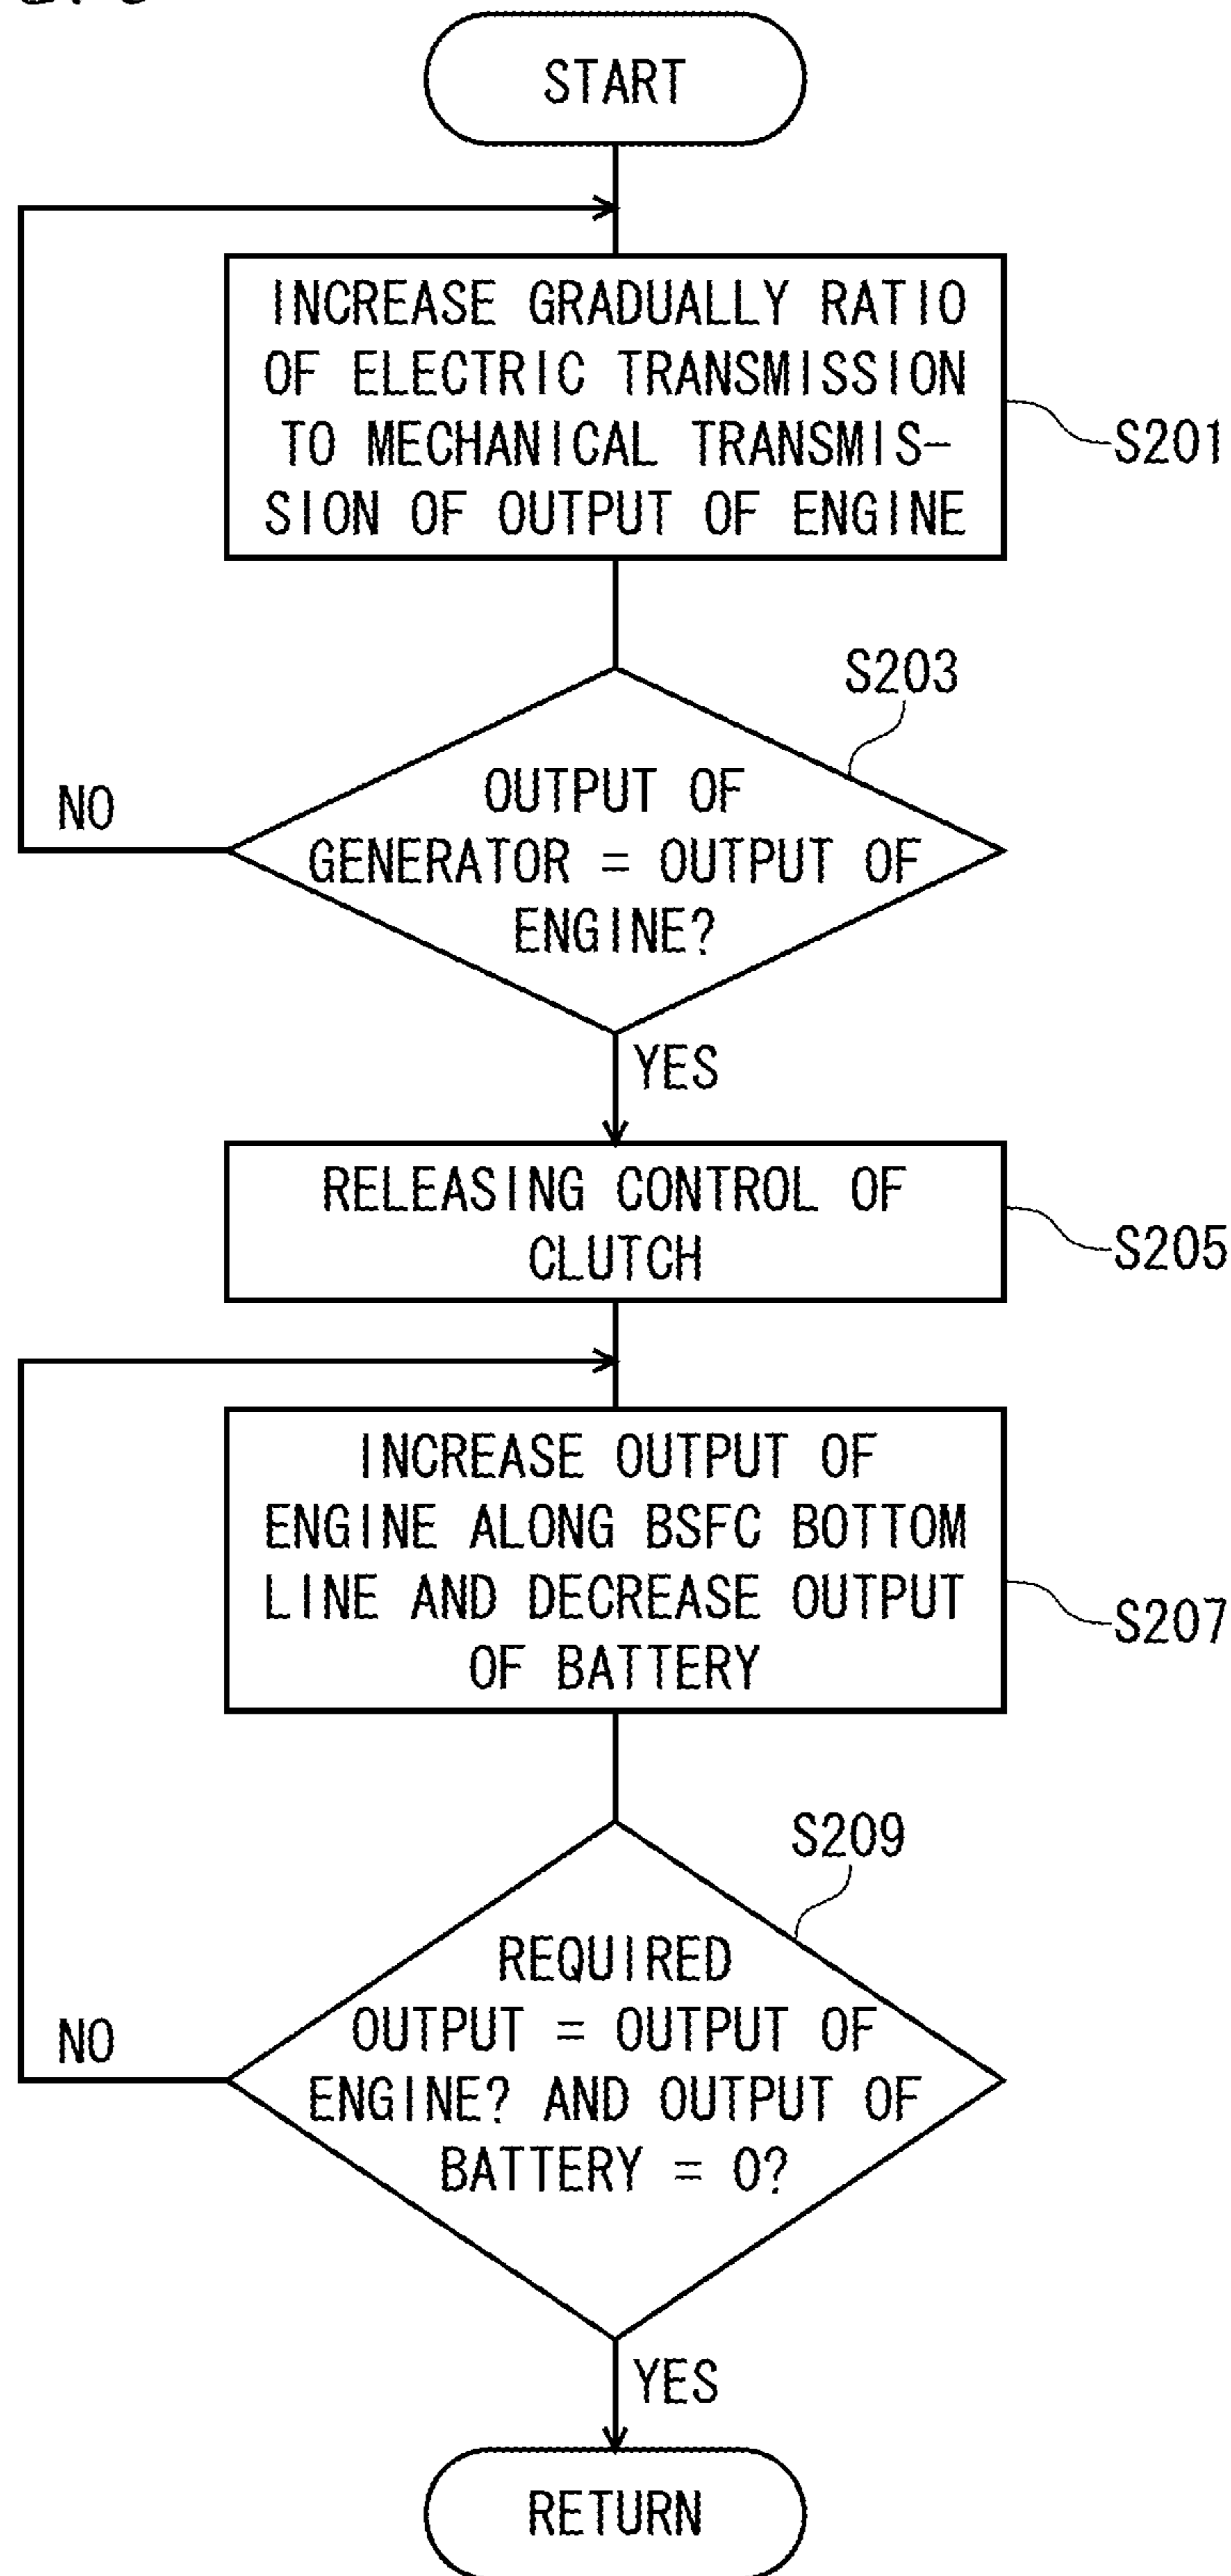 START
INCREASE GRADUALLY RATIO
OF ELECTRIC TRANSMISSION
TO MECHANICAL TRANSMIS-
SION OF OUTPUT OF ENGINE
S201
S203
OUTPUT OF
GENERATOR = OUTPUT OF
ENGINE?
NO
YES
RELEASING CONTROL OF
CLUTCH
S205
INCREASE OUTPUT OF
ENGINE ALONG BSFC BOTTOM
LINE AND DECREASE OUTPUT
OF BATTERY
S207
S209
REQUIRED
OUTPUT = OUTPUT OF
ENGINE? AND OUTPUT OF
BATTERY = 0?
NO
YES
RETURN